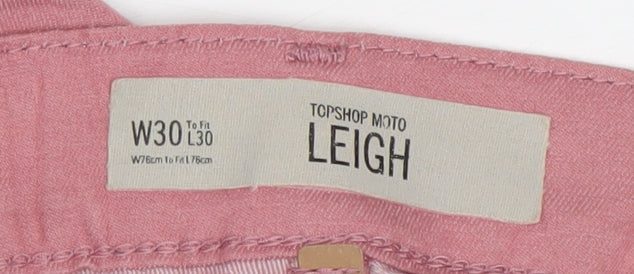 W30 To Fit L30
W76cm to Fit L76cm
TOPSHOP MOTO
LEIGH